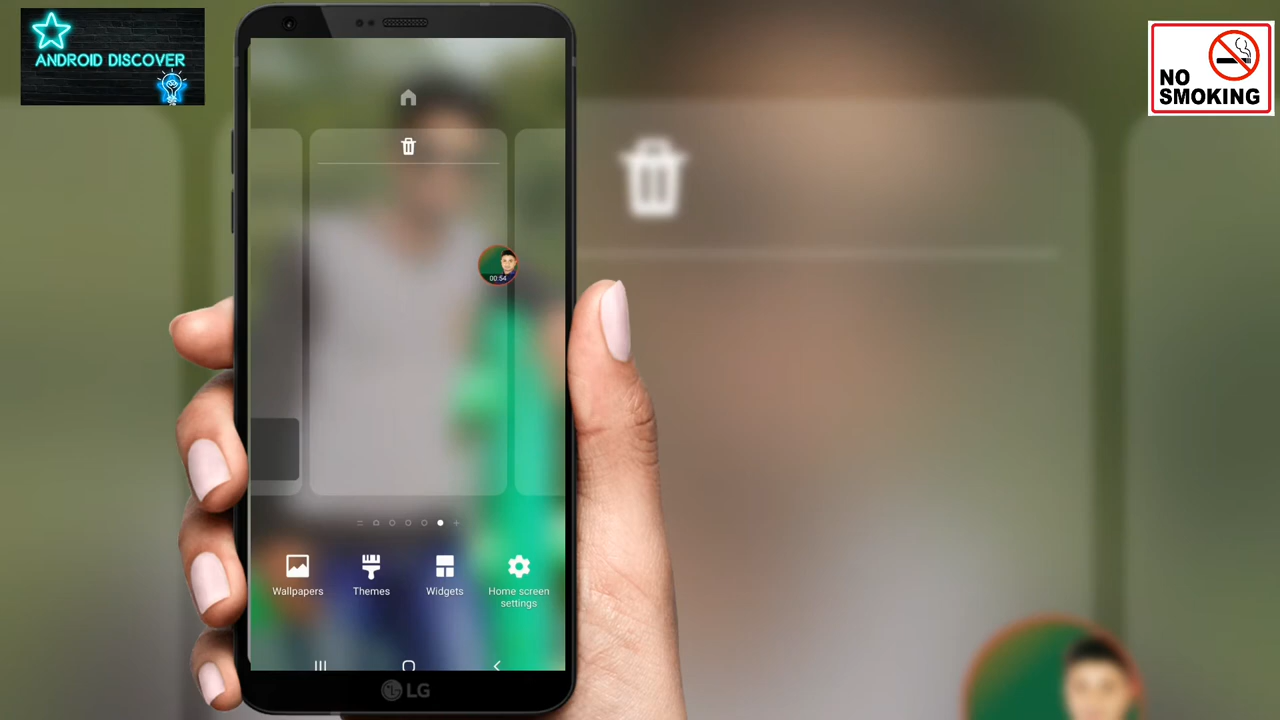 ANDROID DISCOVER
NO
SMOKING
00:54
Wallpapers
Themes
Widgets
Home screen
settings
LG